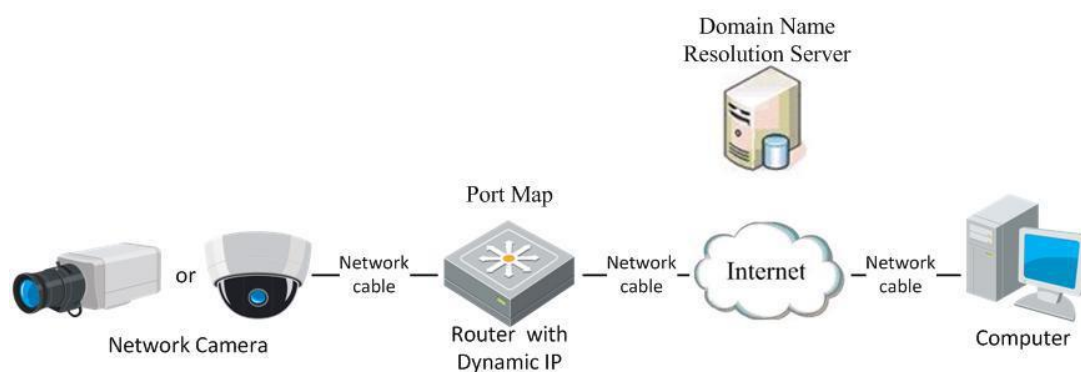 Domain Name
Resolution Server
Port Map
or
Network
cable
Network
cable
Internet
Network
cable
Network Camera
Router with
Dynamic IP
Computer